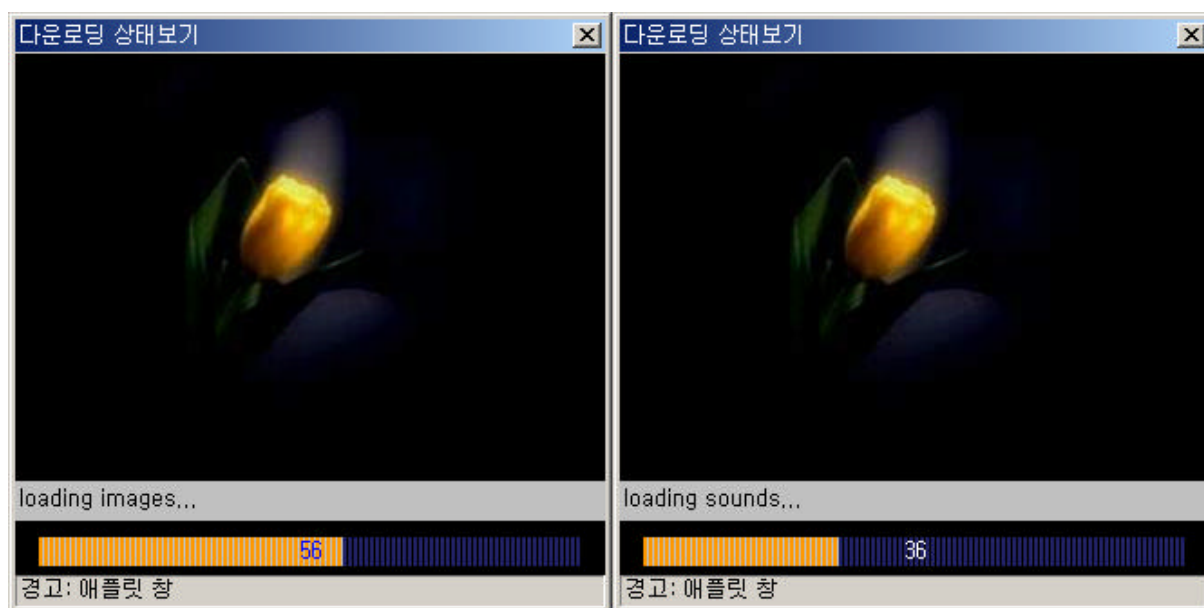 다운로딩 상태보기
loading images,,,
56
경고: 애플릿 창
다운로딩 상태보기
loading sounds,,,
36
경고: 애플릿 창